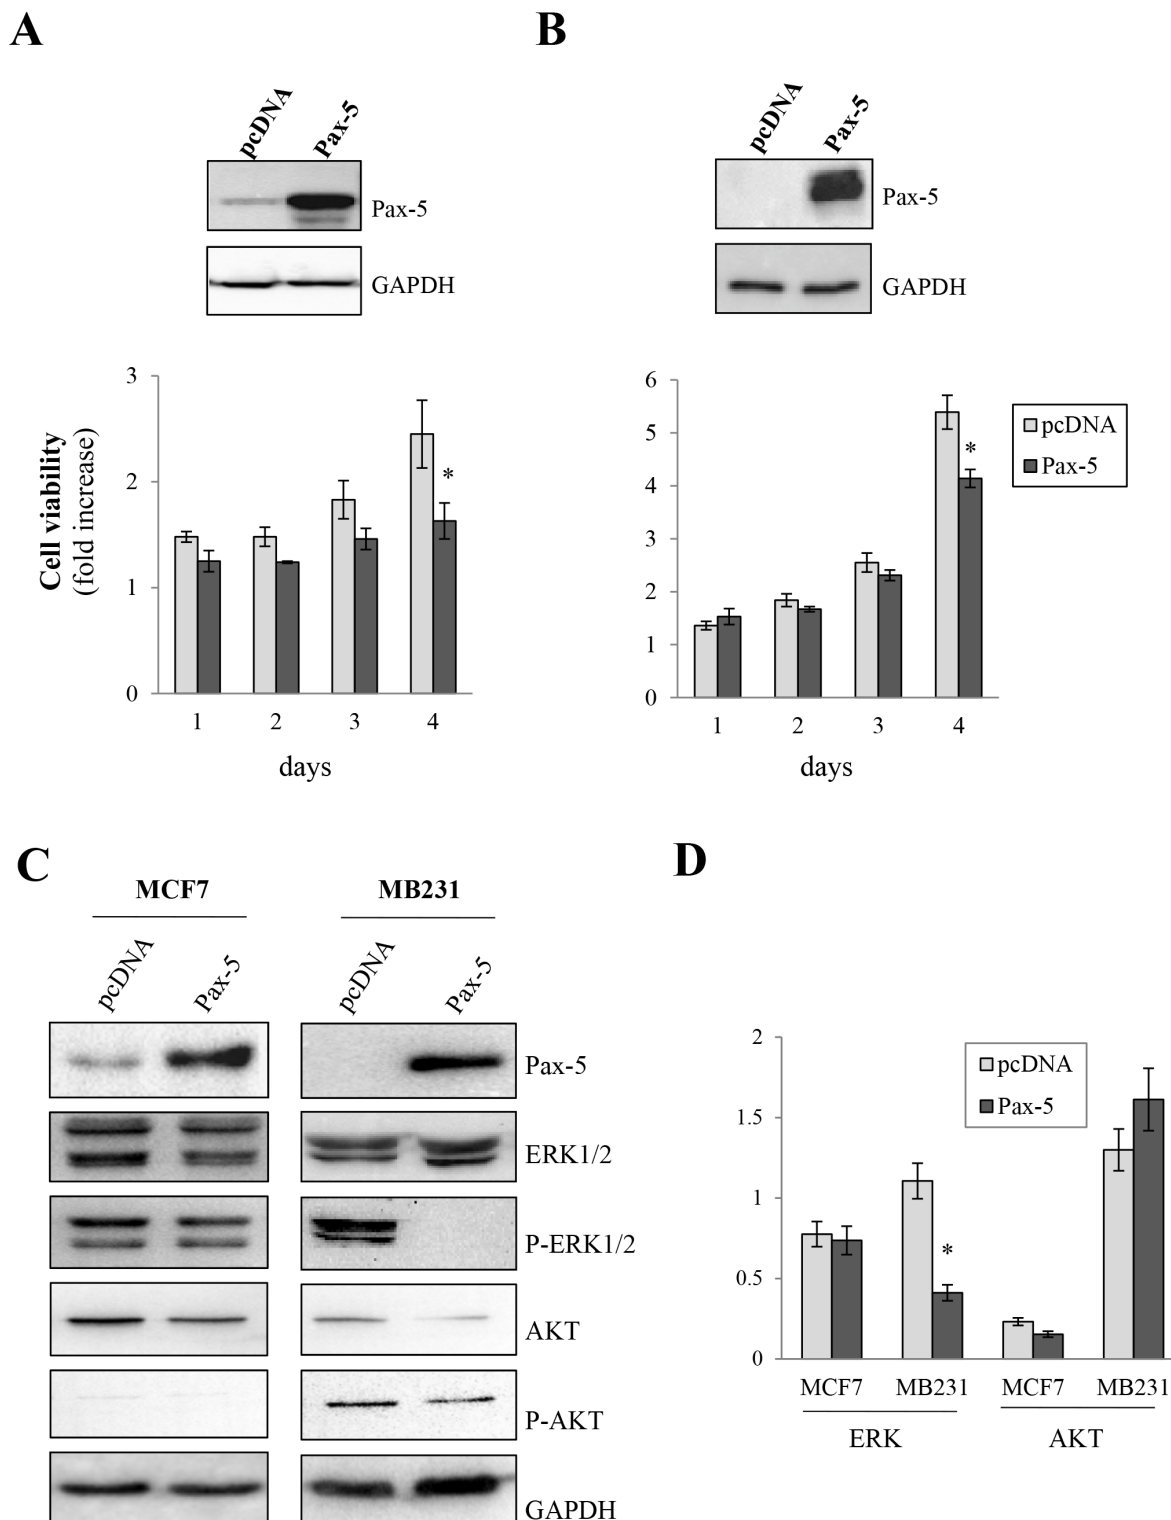 A
B
pcDNA
Pax-5
pcDNA
Pax-5
Pax-5
Pax-5
GAPDH
GAPDH
Cell viability
(fold increase)
3
2
1
0
1
2
3
4
days
6
5
4
3
2
1
0
1
2
3
4
days
*
*
pcDNA
Pax-5
C
D
MCF7
MB231
pcDNA
Pax-5
pcDNA
Pax-5
Pax-5
ERK1/2
P-ERK1/2
AKT
P-AKT
GAPDH
2
1.5
1
0.5
0
pcDNA
Pax-5
*
MCF7
MB231
MCF7
MB231
ERK
AKT